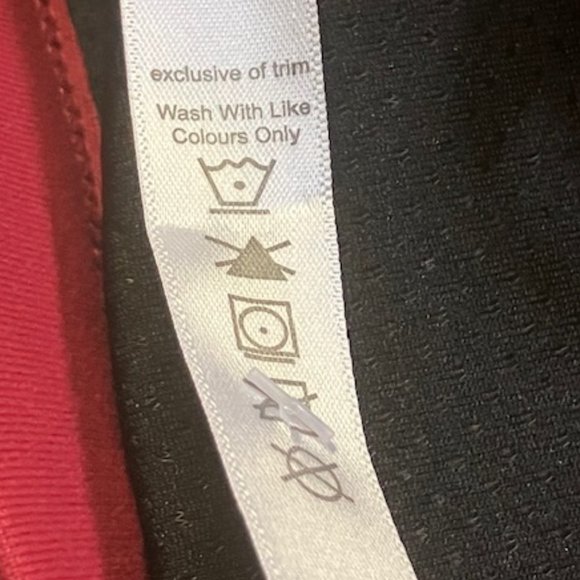 exclusive of trim
Wash With Like
Colours Only